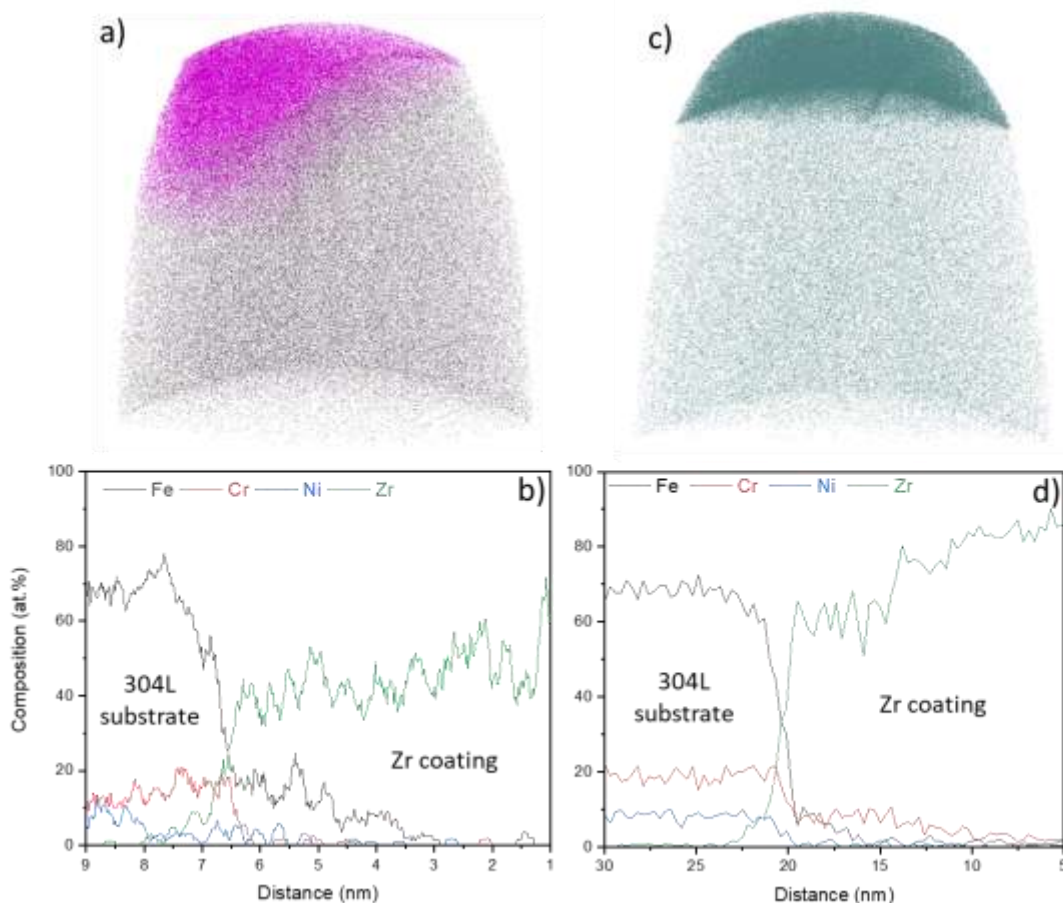 a)
c)
b)
Fe Cr Ni Zr
100
80
60
40
20
0
Composition (at.%)
304L
substrate
Zr coating
9 8 7 6 5 4 3 2 1
Distance (nm)
d)
Fe Cr Ni Zr
100
80
60
40
20
0
304L
substrate
Zr coating
30 25 20 15 10 5
Distance (nm)